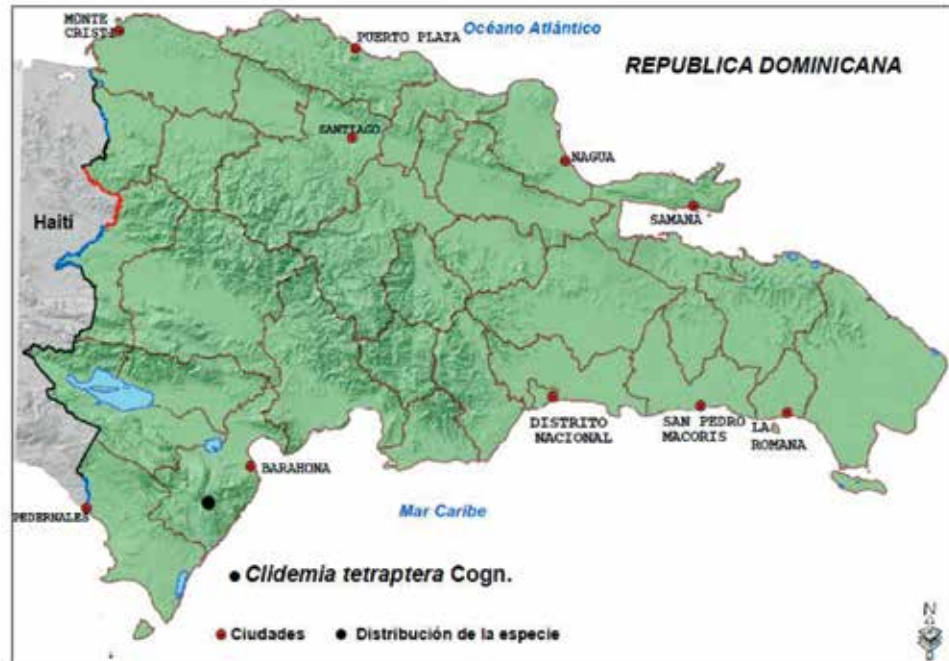 MONTE
CRISTI
PUERTO PLATA
Océano Atlántico
REPUBLICA DOMINICANA
SANTIAGO
NAGUA
SAMANA
Haití
DISTRITO
NACIONAL
SAN PEDRO
MACORIS
LA
ROMANA
BARAHONA
PEDERNALES
Mar Caribe
Clidemia tetraptera Cogn.
Ciudades
Distribución de la especie
N